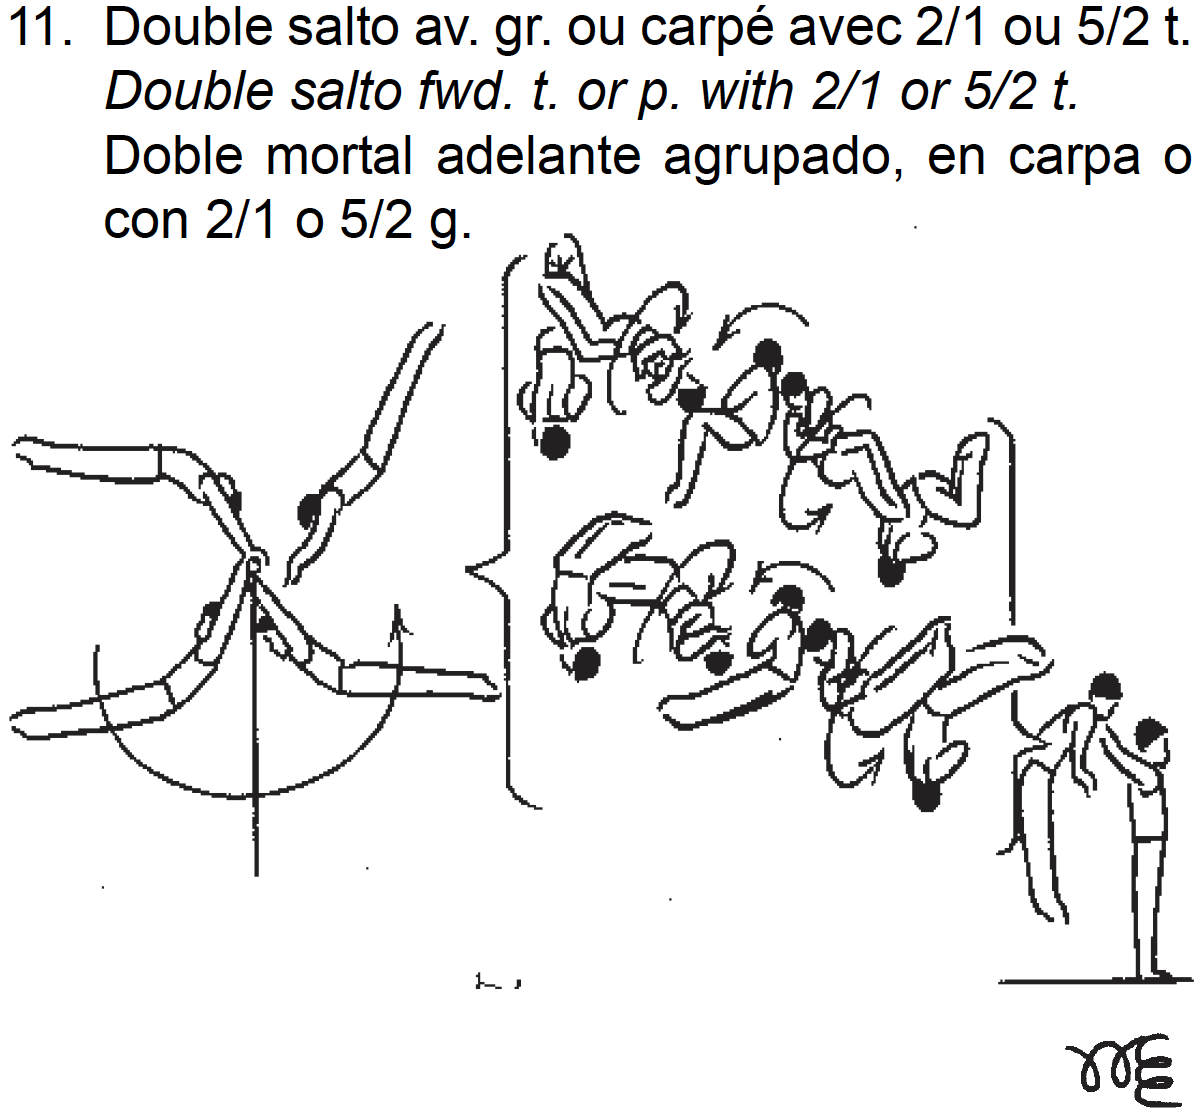 11. Double salto av. gr. ou carpé avec 2/1 ou 5/2 t.
Double salto fwd. t. or p. with 2/1 or 5/2 t.
Doble mortal adelante agrupado, en carpa o
con 2/1 o 5/2 g.